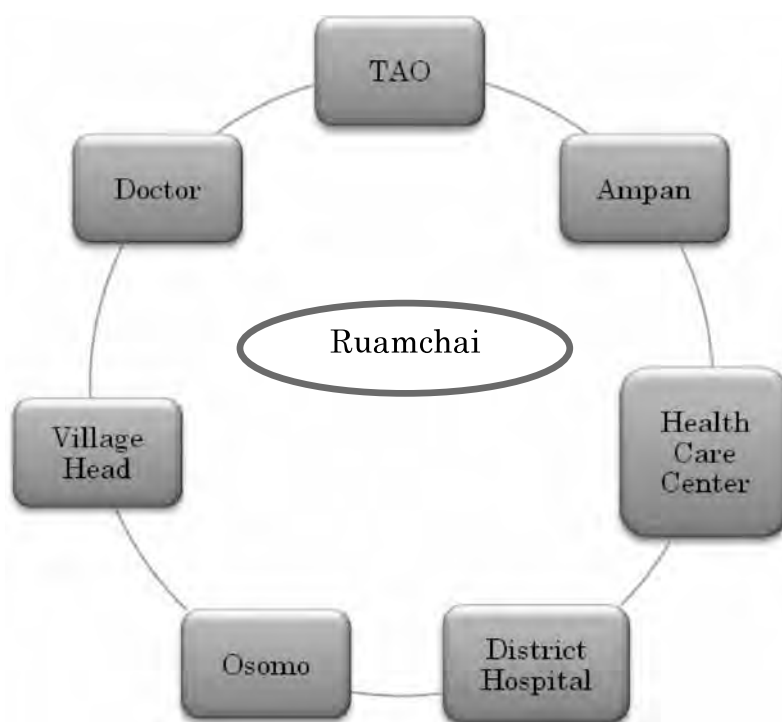 TAO
Doctor
Ampan
Ruamchai
Village
Head
Health
Care
Center
Osomo
District
Hospital